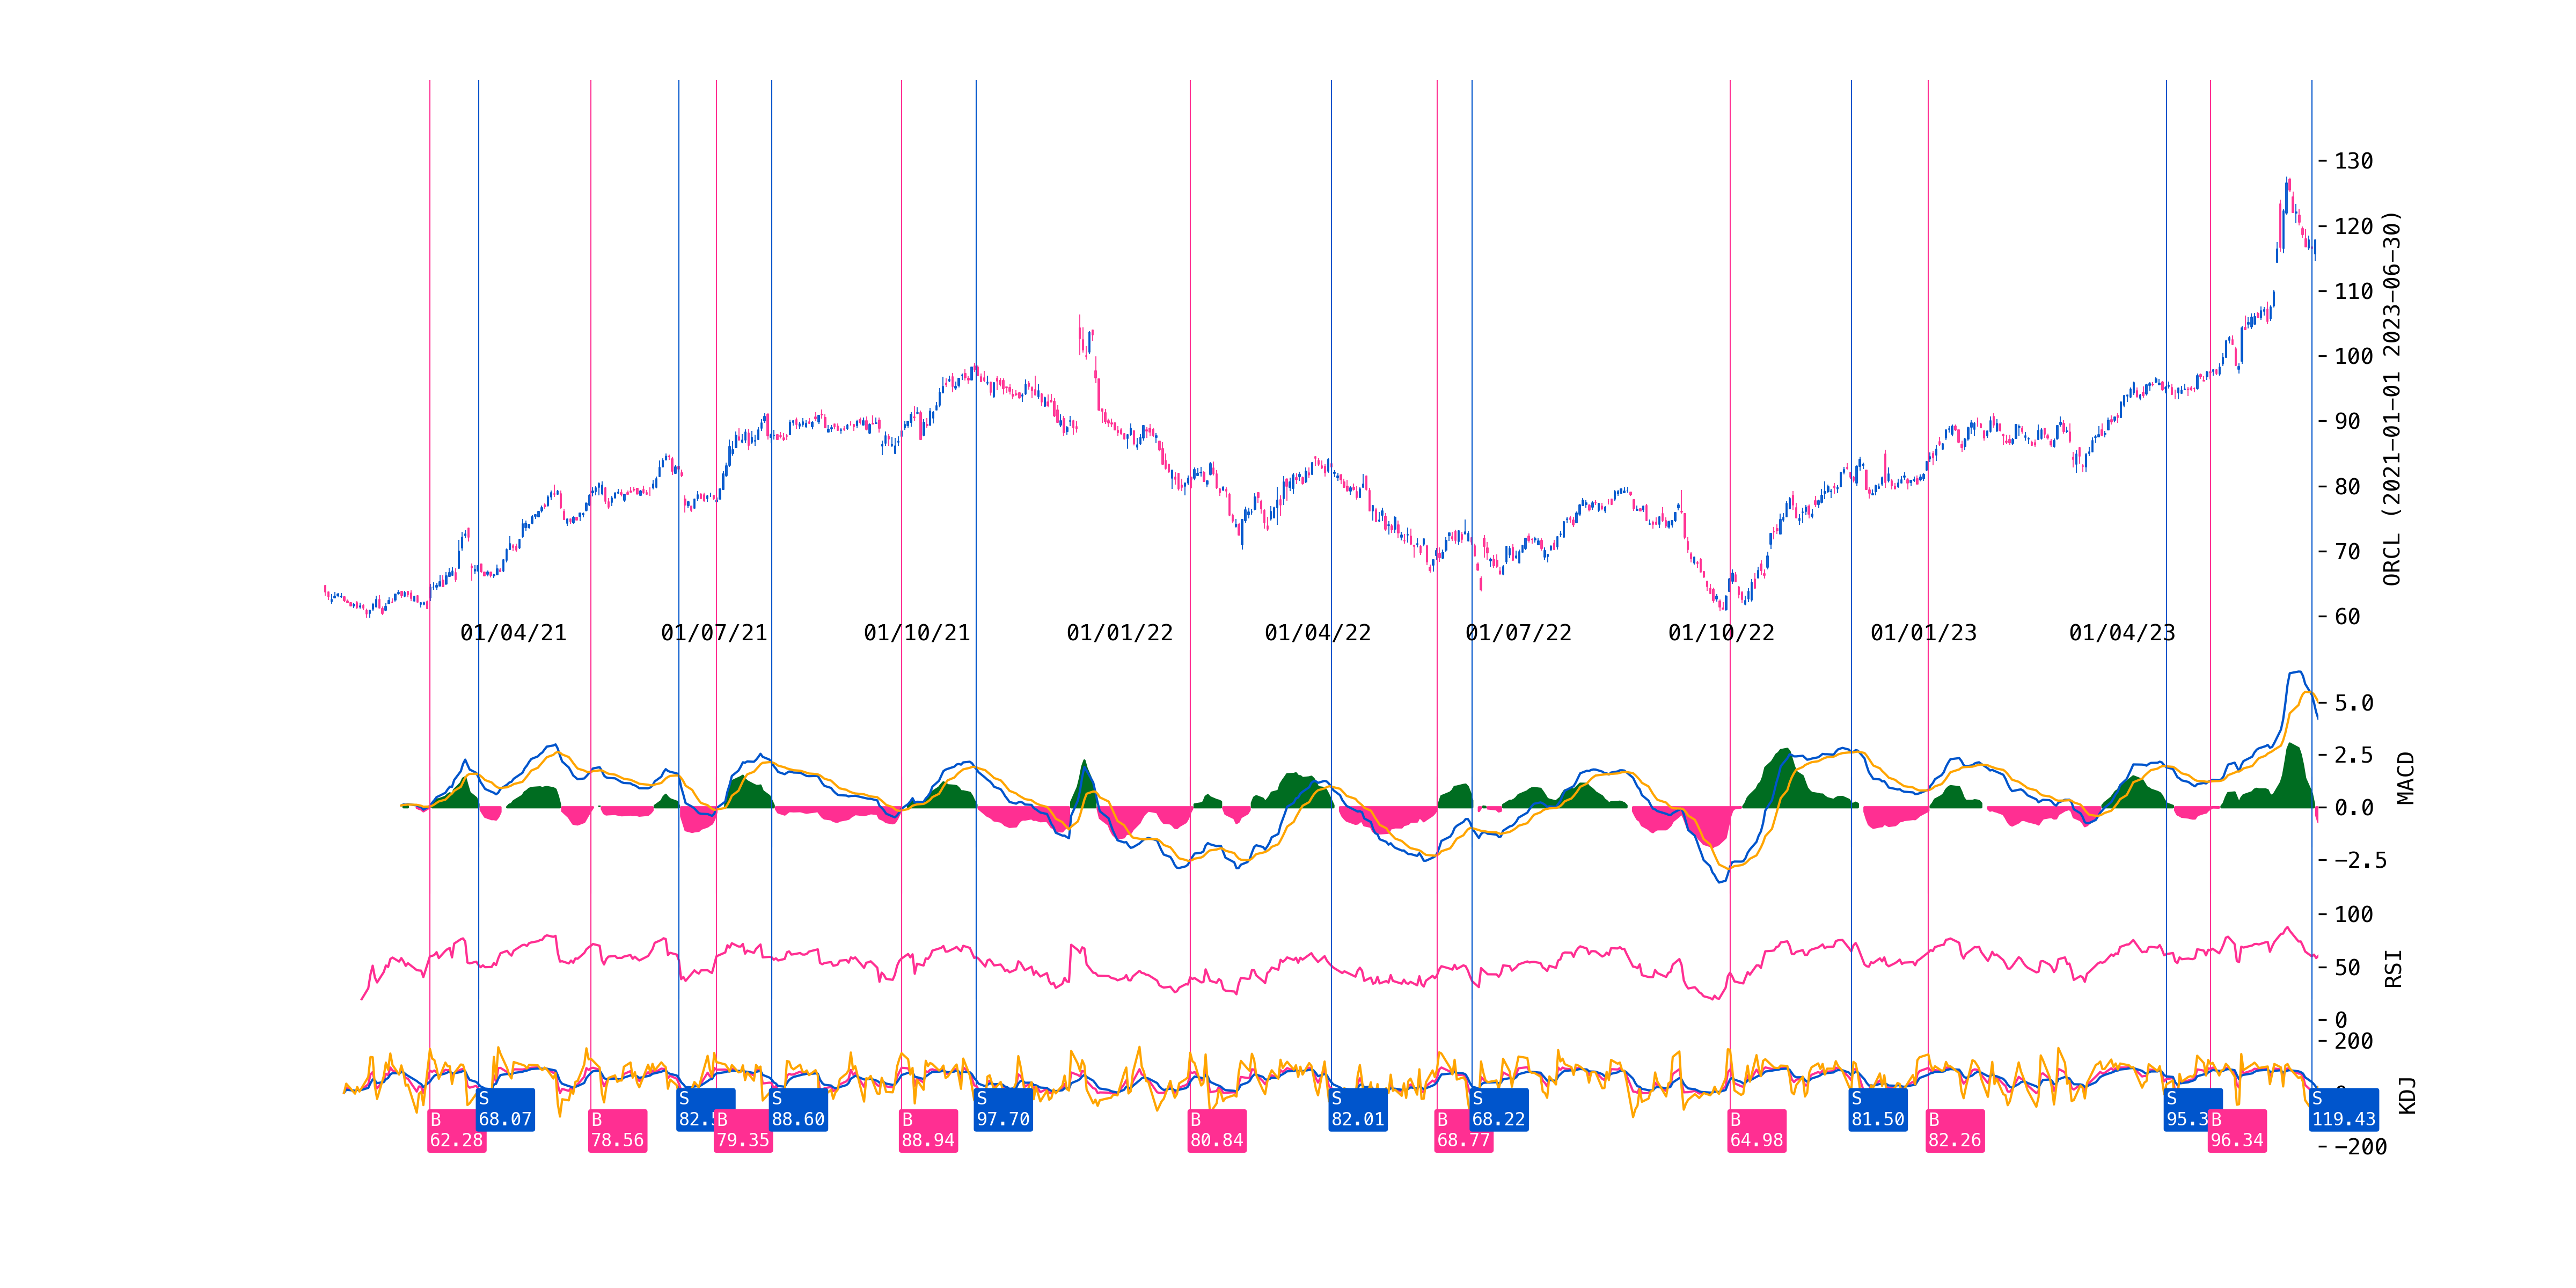 130
120
110
100
90
80
70
60
ORCL (2021-01-01 2023-06-30)
01/04/21
01/07/21
01/10/21
01/01/22
01/04/22
01/07/22
01/10/22
01/01/23
01/04/23
5.0
2.5
0.0
−2.5
MACD
100
50
0
RSI
200
−200
KDJ
B
62.28
S
68.07
B
78.56
S
B
79.35
S
88.60
B
88.94
S
97.70
B
80.84
S
82.01
B
68.77
S
68.22
B
64.98
S
81.50
B
82.26
S
B
96.34
S
119.43